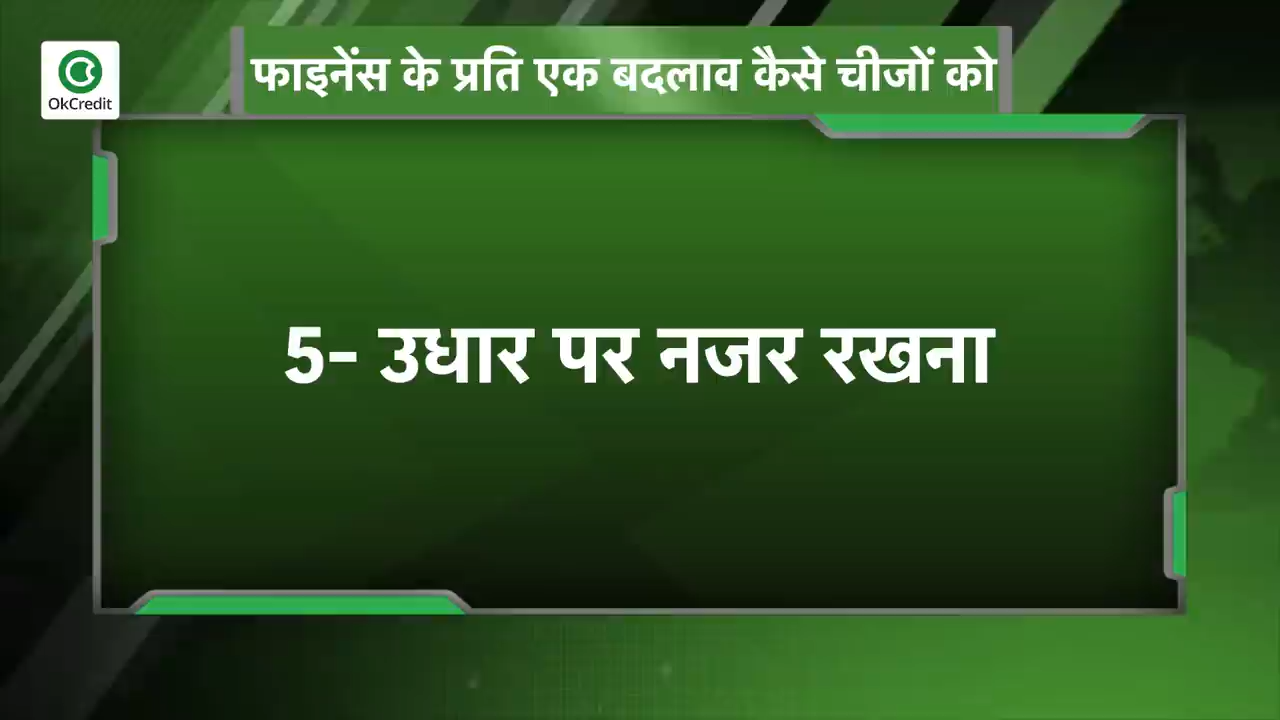 फाइनेंस के प्रति एक बदलाव कैसे चीजों को
OkCredit
5- उधार पर नजर रखना